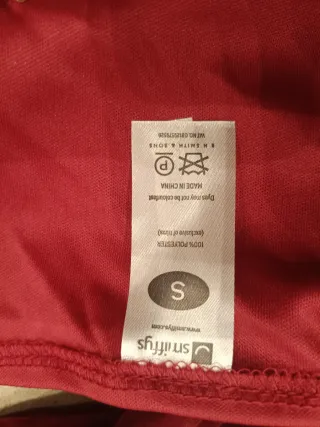 smiffys
www.smiffys.com
S
100% POLYESTER
(exclusive of trims)
Dyes may not be colourfast
MADE IN CHINA
P
R H SMITH & SONS